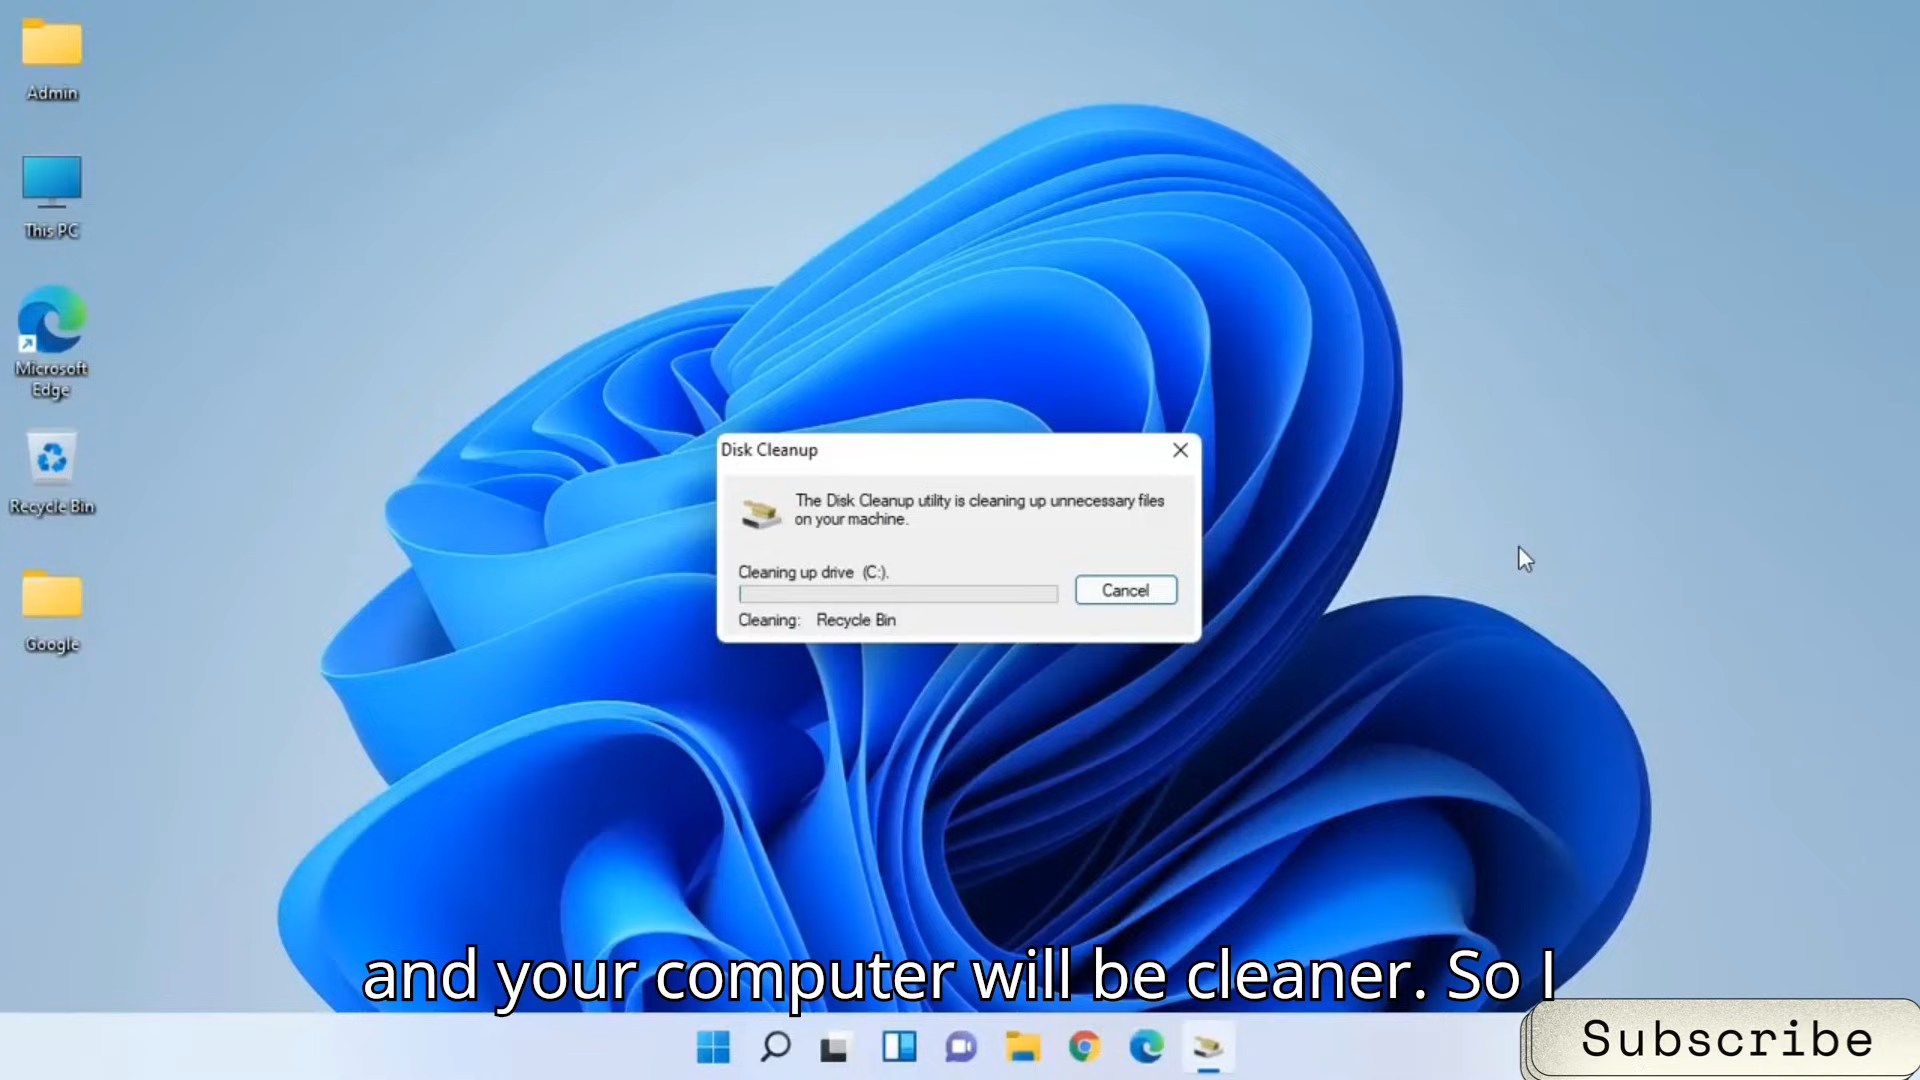 Admin
This PC
Microsoft
Edge
Recycle Bin
Google
Disk Cleanup
The Disk Cleanup utility is cleaning up unnecessary files
on your machine.
Cleaning up drive (C:).
Cancel
Cleaning: Recycle Bin
and your computer will be cleaner. So I
Subscribe